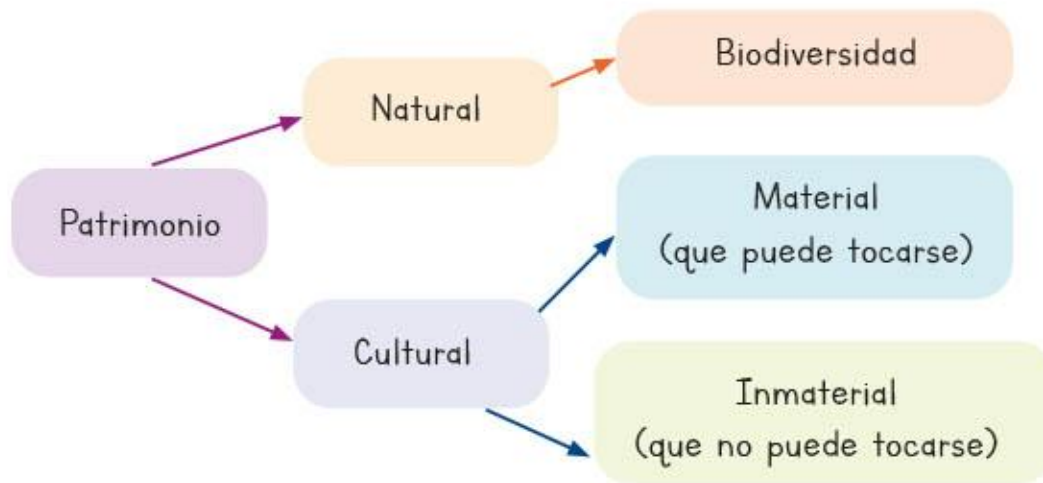 Patrimonio
Natural
Biodiversidad
Cultural
Material
(que puede tocarse)
Inmaterial
(que no puede tocarse)